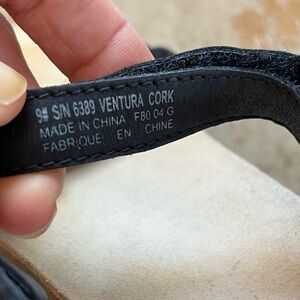 9# S/N 6389 VENTURA CORK
MADE IN CHINA F80 04 G
FABRIQUE EN CHINE